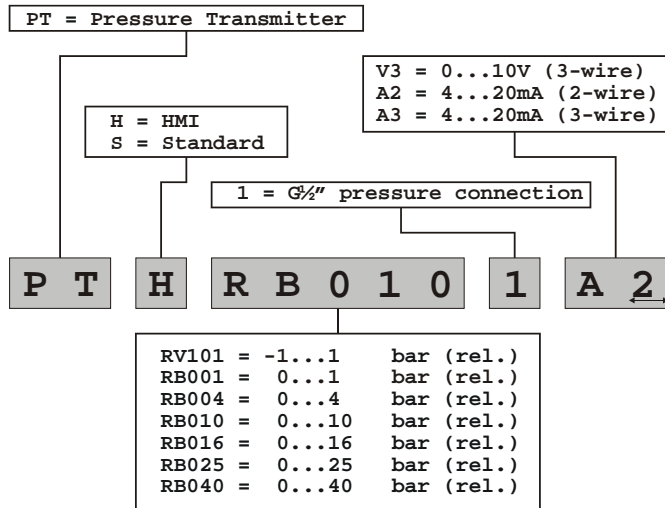 PT = Pressure Transmitter
V3 = 0...10V (3-wire)
A2 = 4...20mA (2-wire)
A3 = 4...20mA (3-wire)
H = HMI
S = Standard
1 = G½" pressure connection
P T H R B 0 1 0 1 A 2
RV101 = -1...1 bar (rel.)
RB001 = 0...1 bar (rel.)
RB004 = 0...4 bar (rel.)
RB010 = 0...10 bar (rel.)
RB016 = 0...16 bar (rel.)
RB025 = 0...25 bar (rel.)
RB040 = 0...40 bar (rel.)